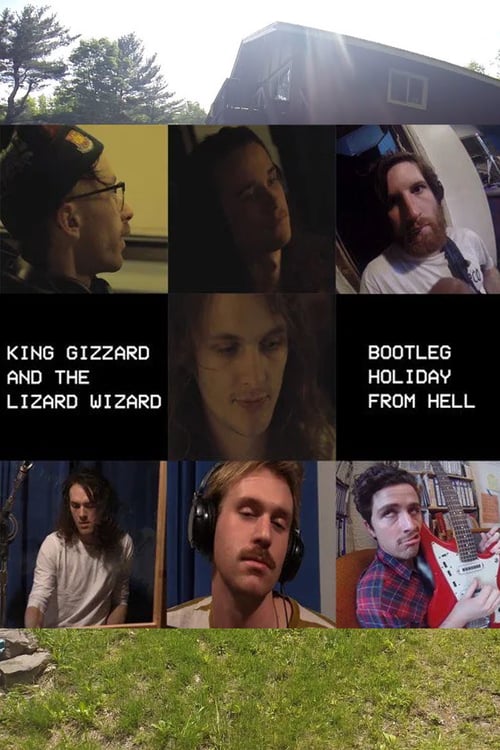 KING GIZZARD
AND THE
LIZARD WIZARD
BOOTLEG
HOLIDAY
FROM HELL